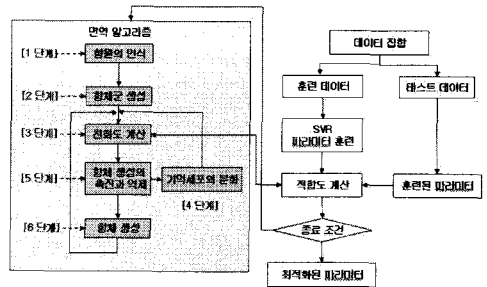 면역 알고리즘
[1 단계]
항원의 인식
[2 단계]
항체군 생성
[3 단계]
친화도 계산
[5 단계]
항체 생성의
촉진과 억제
기억세포의 분화
[4 단계]
[6 단계]
항체 생성
데이터 집합
훈련 데이터
테스트 데이터
SVR
파라미터 훈련
적합도 계산
훈련된 파라미터
종료 조건
최적화된 파라미터